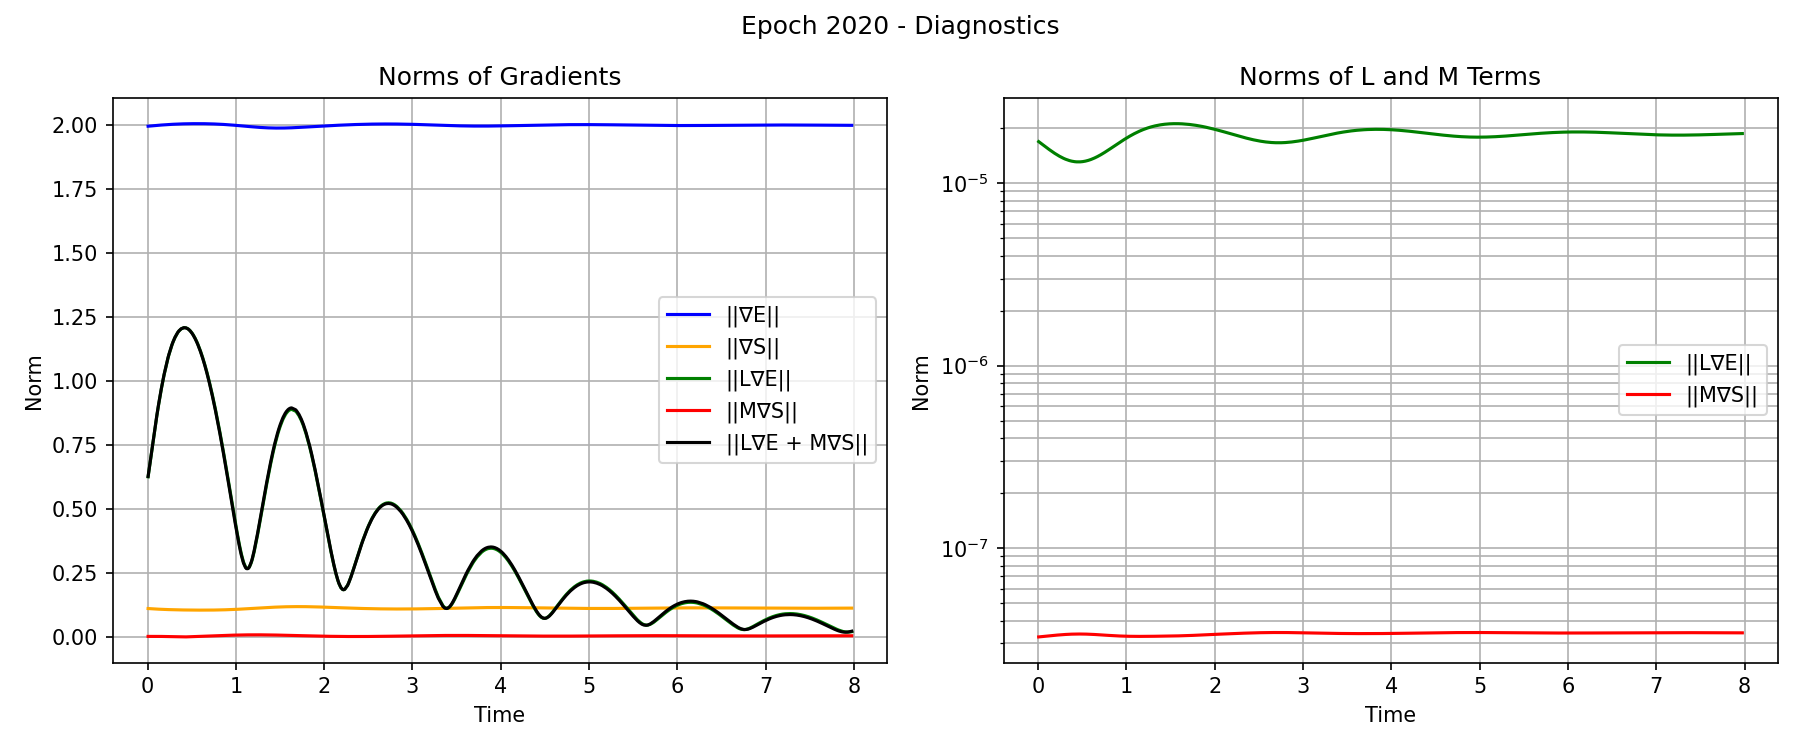 Epoch 2020 - Diagnostics
Norms of Gradients
Norm
2.00
1.75
1.50
1.25
1.00
0.75
0.50
0.25
0.00
||∇E||
||∇S||
||L∇E||
||M∇S||
||L∇E + M∇S||
0 1 2 3 4 5 6 7 8
Time
Norms of L and M Terms
Norm
10⁻⁵
10⁻⁶
10⁻⁷
||L∇E||
||M∇S||
0 1 2 3 4 5 6 7 8
Time